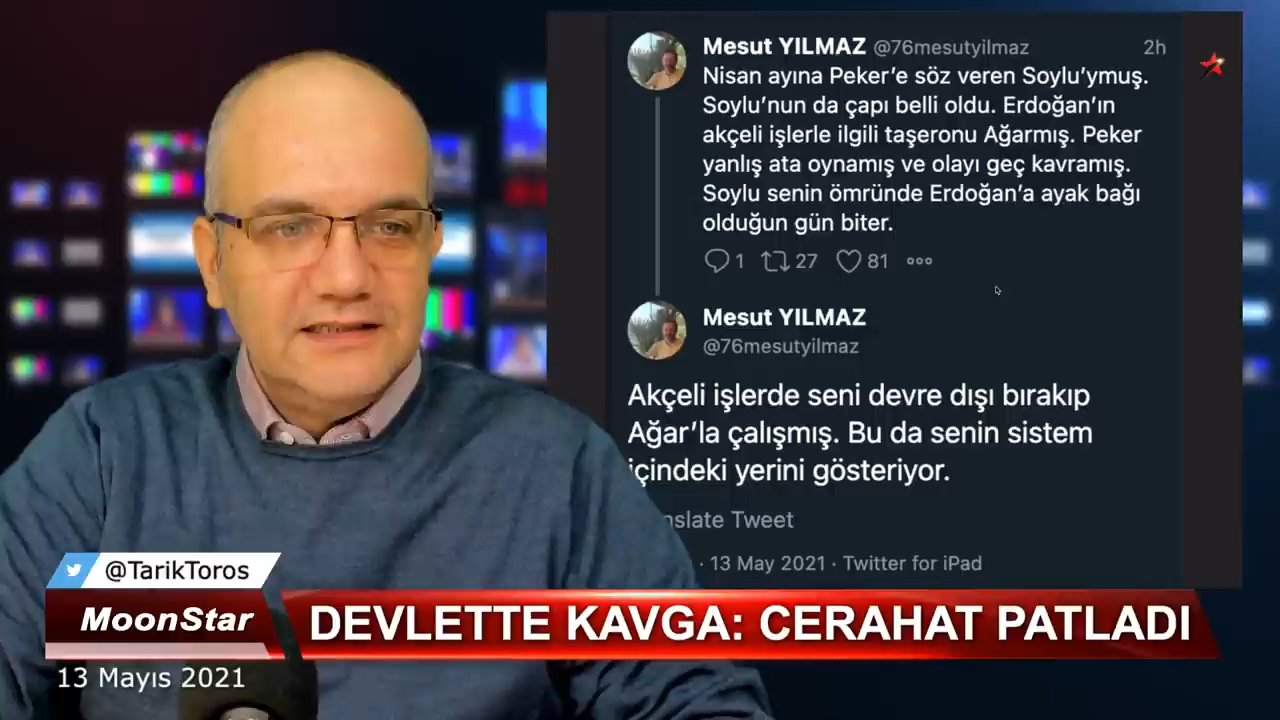 Mesut YILMAZ @76mesutyilmaz 2h
Nisan ayına Peker’e söz veren Soylu’ymuş.
Soylu’nun da çapı belli oldu. Erdoğan’ın
akçeli işlerle ilgili taşeronu Ağarmış. Peker
yanlış ata oynamış ve olayı geç kavramış.
Soylu senin ömründe Erdoğan’a ayak bağı
olduğun gün biter.
1 27 81
Mesut YILMAZ
@76mesutyilmaz
Akçeli işlerde seni devre dışı bırakıp
Ağar’la çalışmış. Bu da senin sistem
içindeki yerini gösteriyor.
nslate Tweet
· 13 May 2021 · Twitter for iPad
@TarikToros
MoonStar
DEVLETTE KAVGA: CERAHAT PATLADI
13 Mayıs 2021